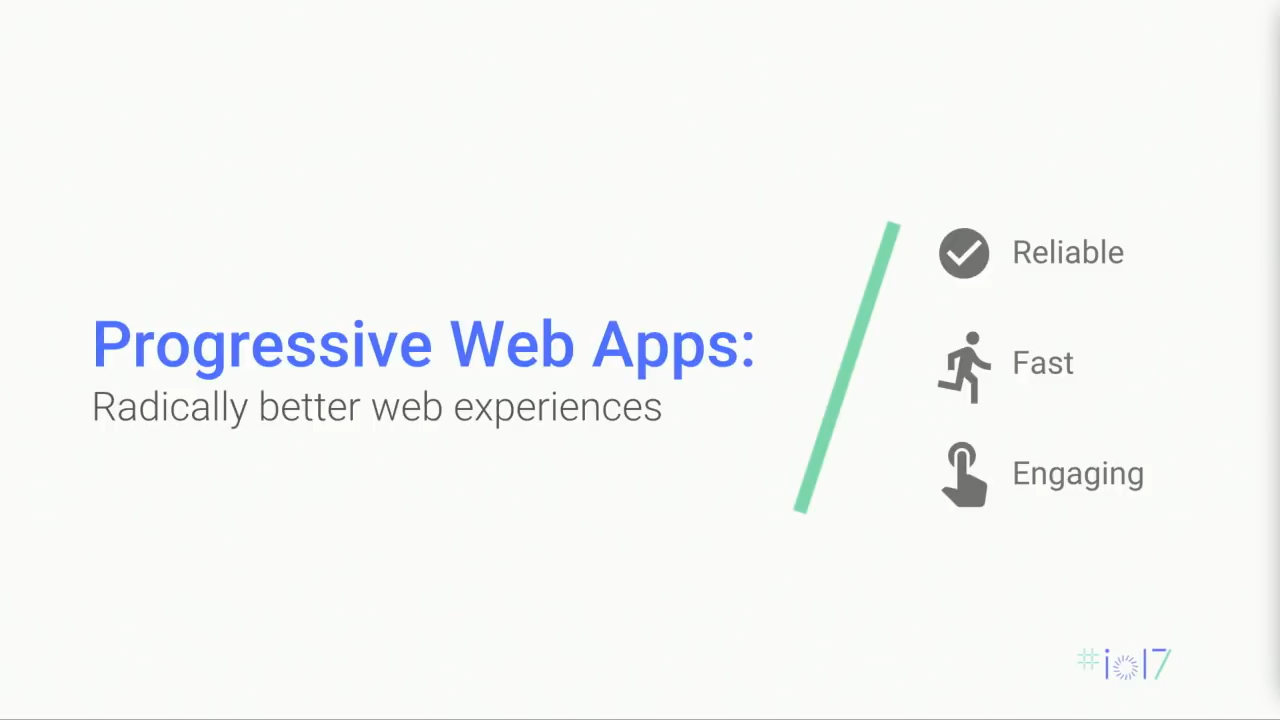 Progressive Web Apps:
Radically better web experiences
Reliable
Fast
Engaging
#io17